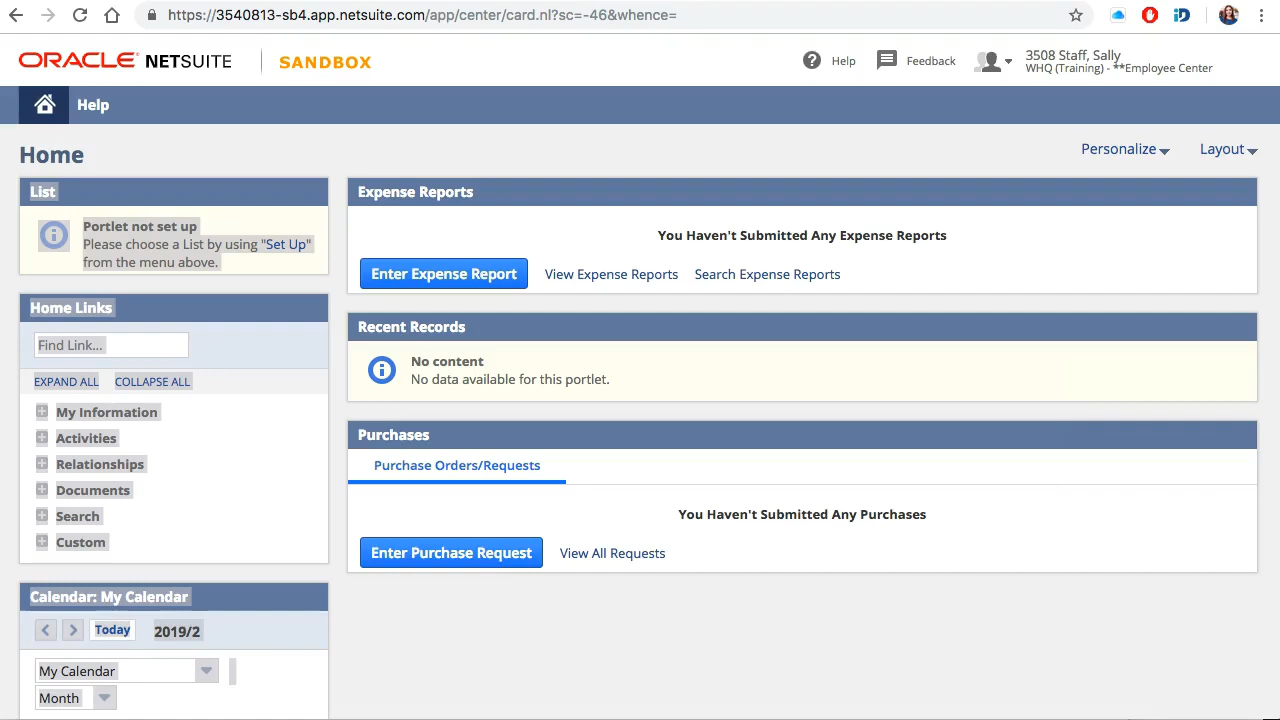 https://3540813-sb4.app.netsuite.com/app/center/card.nl?sc=-46&whence=
ORACLE NETSUITE
SANDBOX
Help
Feedback
3508 Staff, Sally
WHQ (Training) - **Employee Center
Help
Home
Personalize
Layout
List
Portlet not set up
Please choose a List by using "Set Up"
from the menu above.
Home Links
Find Link...
EXPAND ALL
COLLAPSE ALL
My Information
Activities
Relationships
Documents
Search
Custom
Calendar: My Calendar
Today
2019/2
My Calendar
Month
Expense Reports
You Haven't Submitted Any Expense Reports
Enter Expense Report
View Expense Reports
Search Expense Reports
Recent Records
No content
No data available for this portlet.
Purchases
Purchase Orders/Requests
You Haven't Submitted Any Purchases
Enter Purchase Request
View All Requests